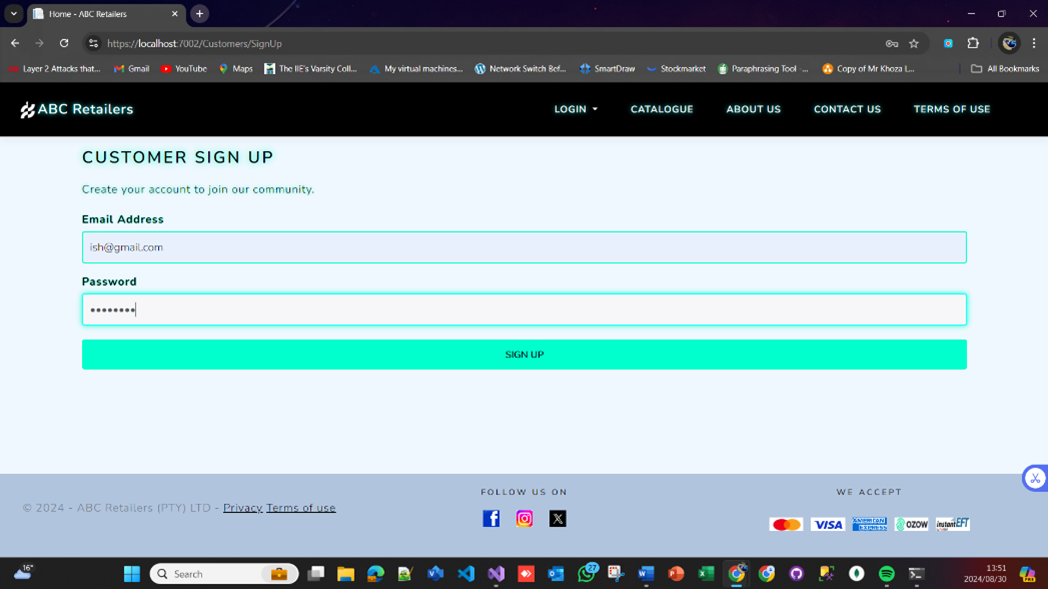 Home - ABC Retailers
https://localhost:7002/Customers/SignUp
Layer 2 Attacks that... Gmail YouTube Maps The IIE's Varsity Coll... My virtual machines... Network Switch Bef... SmartDraw Stockmarket Paraphrasing Tool -... Copy of Mr Khoza L... All Bookmarks
ABC Retailers LOGIN CATALOGUE ABOUT US CONTACT US TERMS OF USE
CUSTOMER SIGN UP
Create your account to join our community.
Email Address
ish@gmail.com
Password
••••••••
SIGN UP
FOLLOW US ON WE ACCEPT
© 2024 - ABC Retailers (PTY) LTD - Privacy Terms of use
VISA AMERICAN EXPRESS OZOW instantEFT
16°
Search
27
13:51
2024/08/30